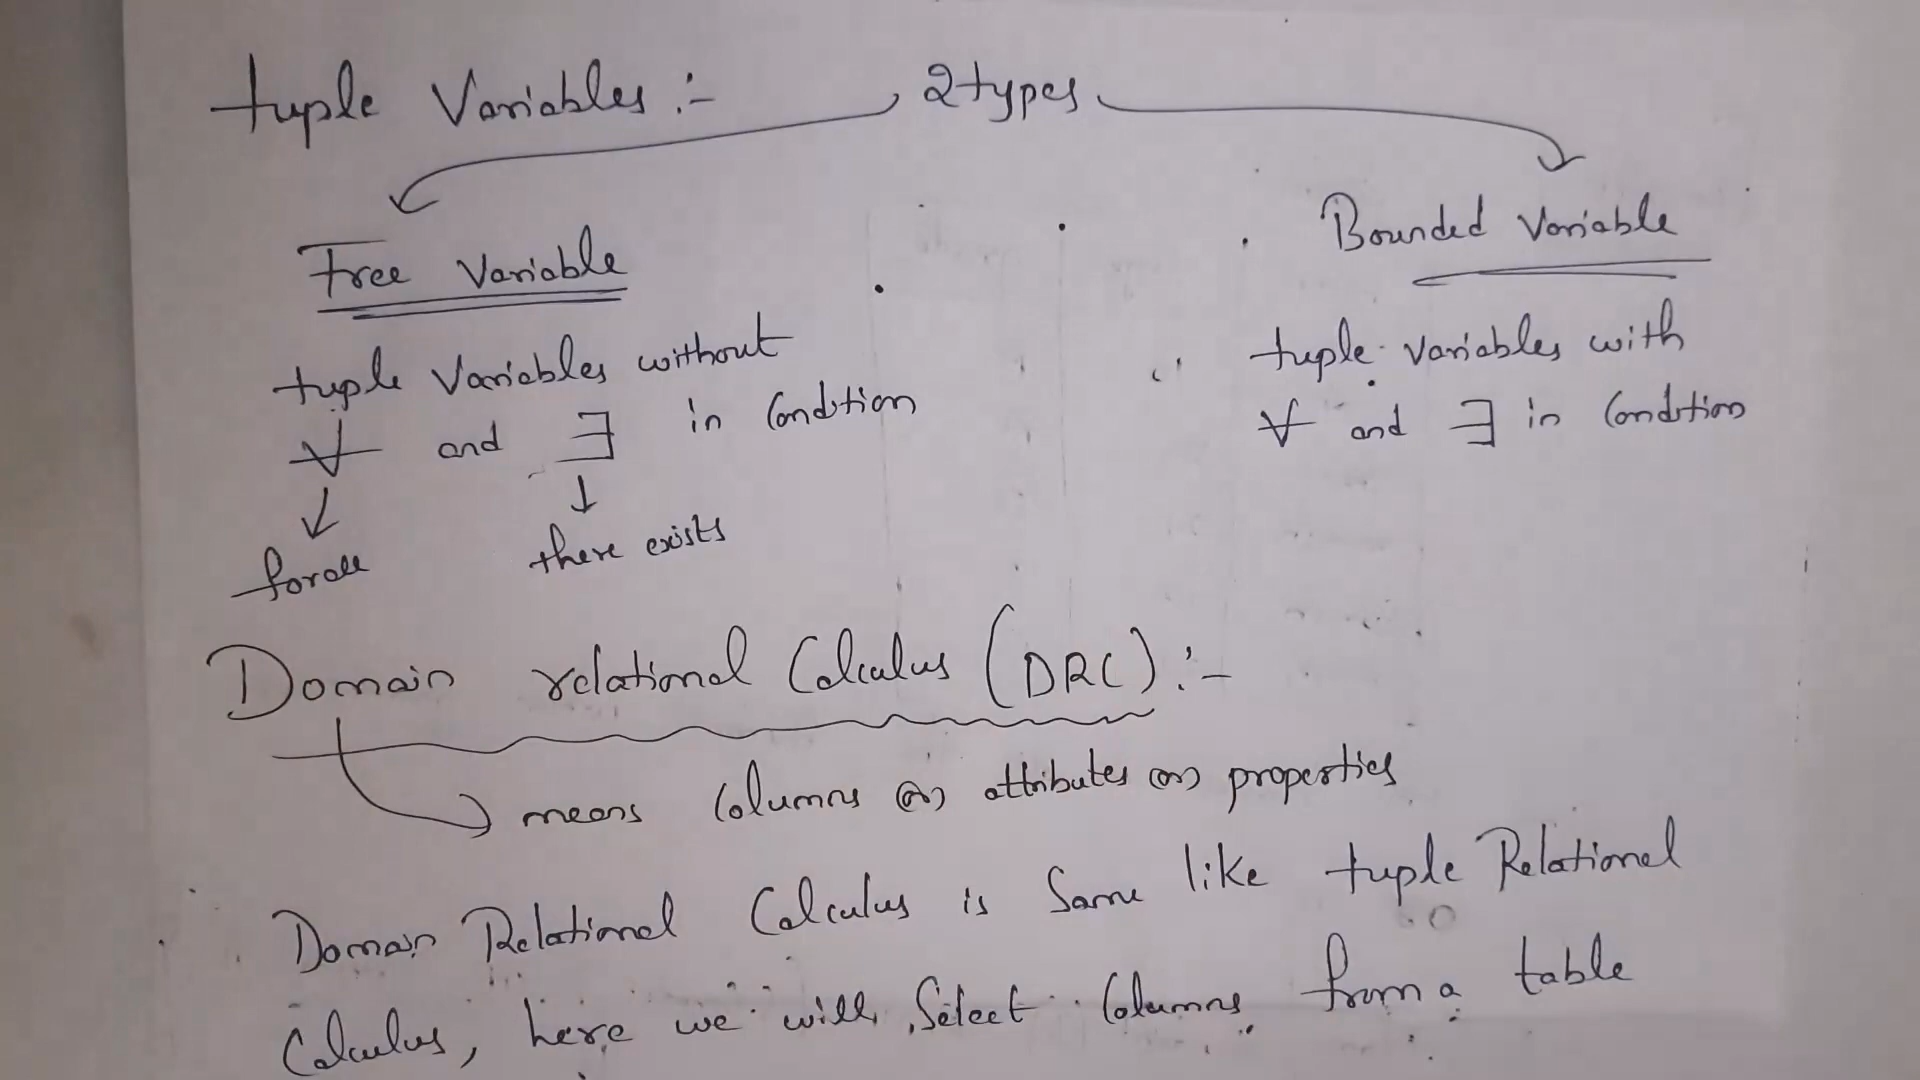 tuple Variables :- 2 types
Free Variable
Bounded Variable
tuple Variables without
∀ and ∃ in Condition
forall
there exists
tuple variables with
∀ and ∃ in Condition
Domain relational Calculus (DRC) :-
means Columns (or) attributes (or) properties
Domain Relational Calculus is Same like tuple Relational
Calculus, here we will Select Columns from a table